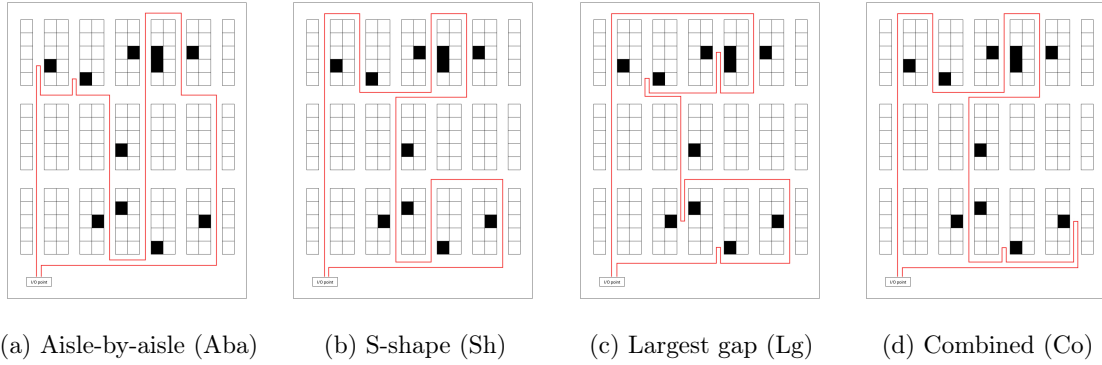 I/O point
I/O point
I/O point
I/O point
(a) Aisle-by-aisle (Aba)
(b) S-shape (Sh)
(c) Largest gap (Lg)
(d) Combined (Co)